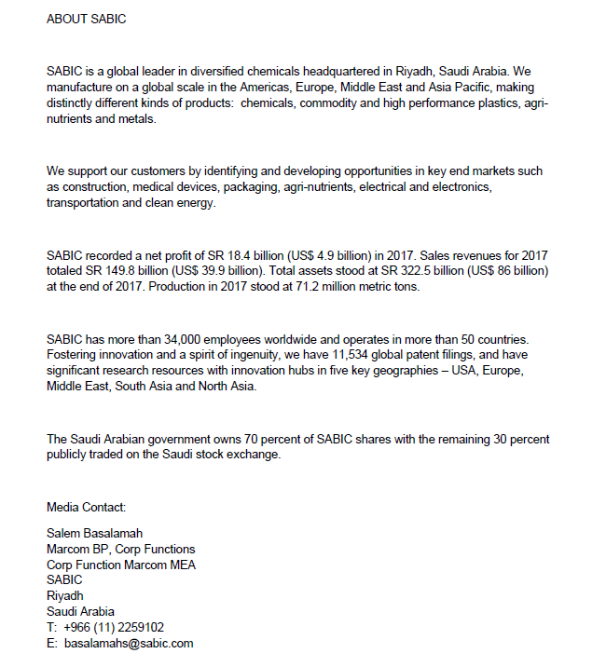 ABOUT SABIC
SABIC is a global leader in diversified chemicals headquartered in Riyadh, Saudi Arabia. We
manufacture on a global scale in the Americas, Europe, Middle East and Asia Pacific, making
distinctly different kinds of products:  chemicals, commodity and high performance plastics, agri-
nutrients and metals.
We support our customers by identifying and developing opportunities in key end markets such
as construction, medical devices, packaging, agri-nutrients, electrical and electronics,
transportation and clean energy.
SABIC recorded a net profit of SR 18.4 billion (US$ 4.9 billion) in 2017. Sales revenues for 2017
totaled SR 149.8 billion (US$ 39.9 billion). Total assets stood at SR 322.5 billion (US$ 86 billion)
at the end of 2017. Production in 2017 stood at 71.2 million metric tons.
SABIC has more than 34,000 employees worldwide and operates in more than 50 countries.
Fostering innovation and a spirit of ingenuity, we have 11,534 global patent filings, and have
significant research resources with innovation hubs in five key geographies – USA, Europe,
Middle East, South Asia and North Asia.
The Saudi Arabian government owns 70 percent of SABIC shares with the remaining 30 percent
publicly traded on the Saudi stock exchange.
Media Contact:
Salem Basalamah
Marcom BP, Corp Functions
Corp Function Marcom MEA
SABIC
Riyadh
Saudi Arabia
T:  +966 (11) 2259102
E:  basalamahs@sabic.com